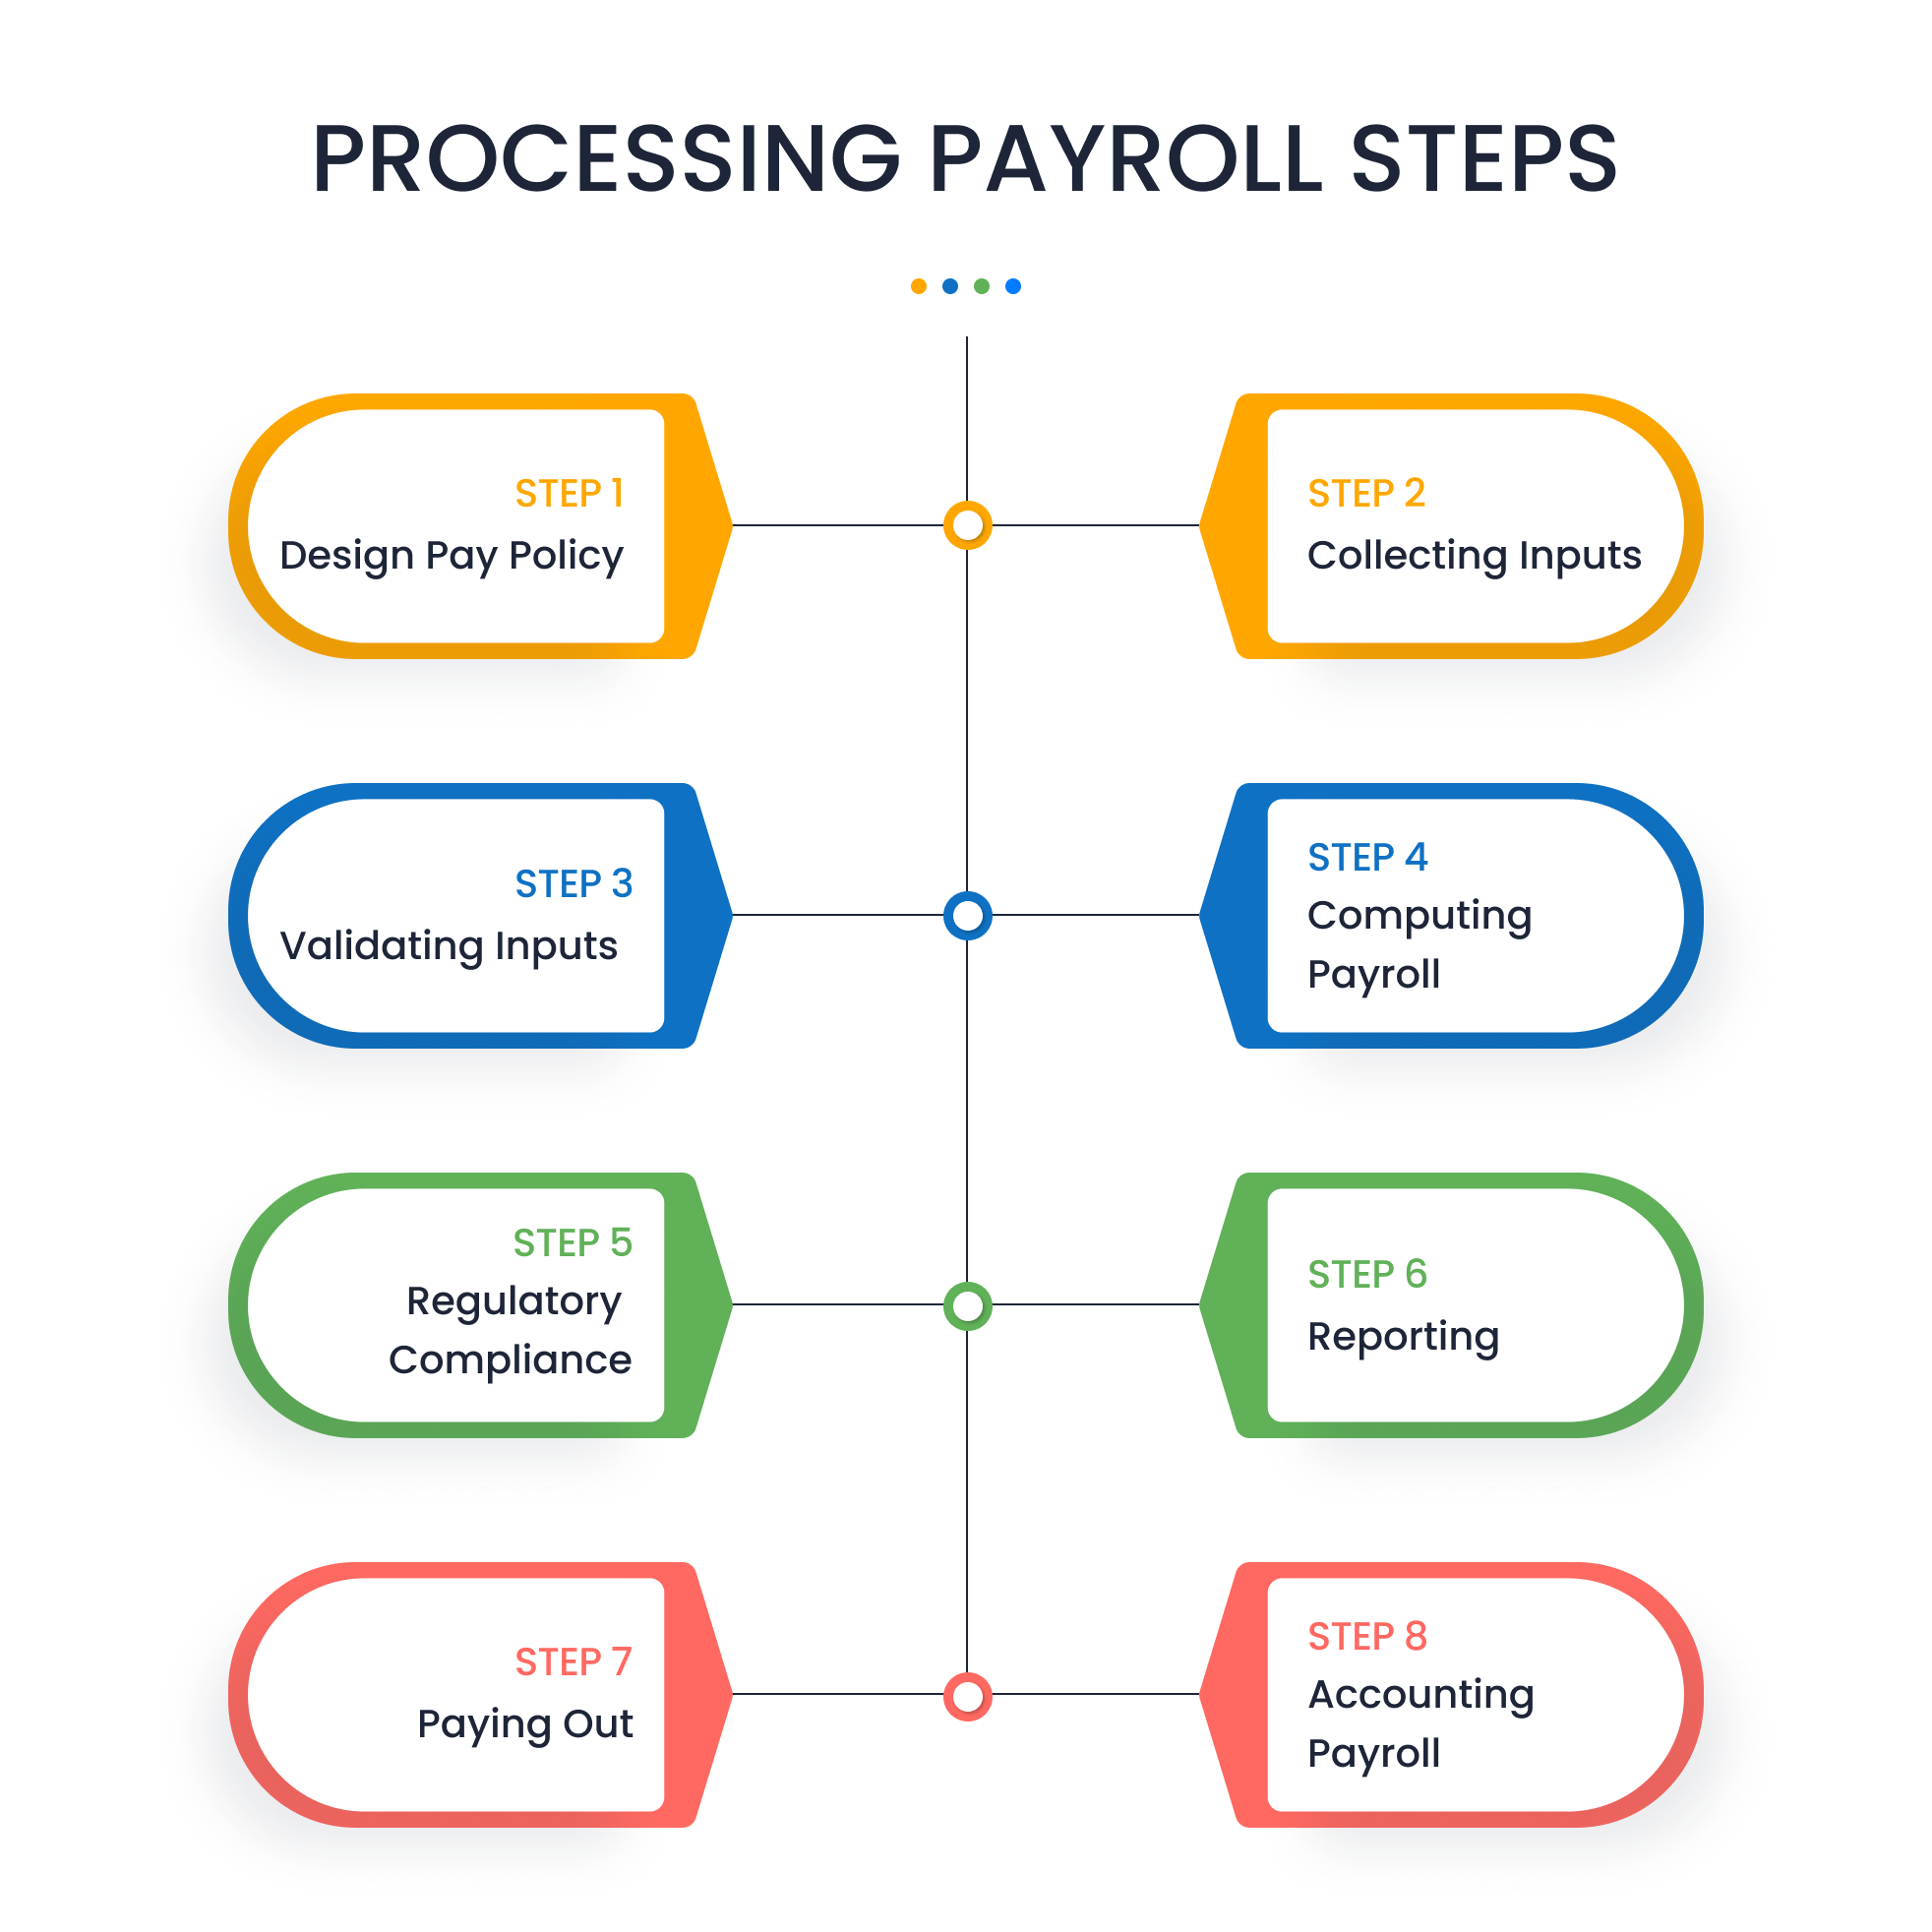 PROCESSING PAYROLL STEPS
STEP 1
Design Pay Policy
STEP 2
Collecting Inputs
STEP 3
Validating Inputs
STEP 4
Computing
Payroll
STEP 5
Regulatory
Compliance
STEP 6
Reporting
STEP 7
Paying Out
STEP 8
Accounting
Payroll